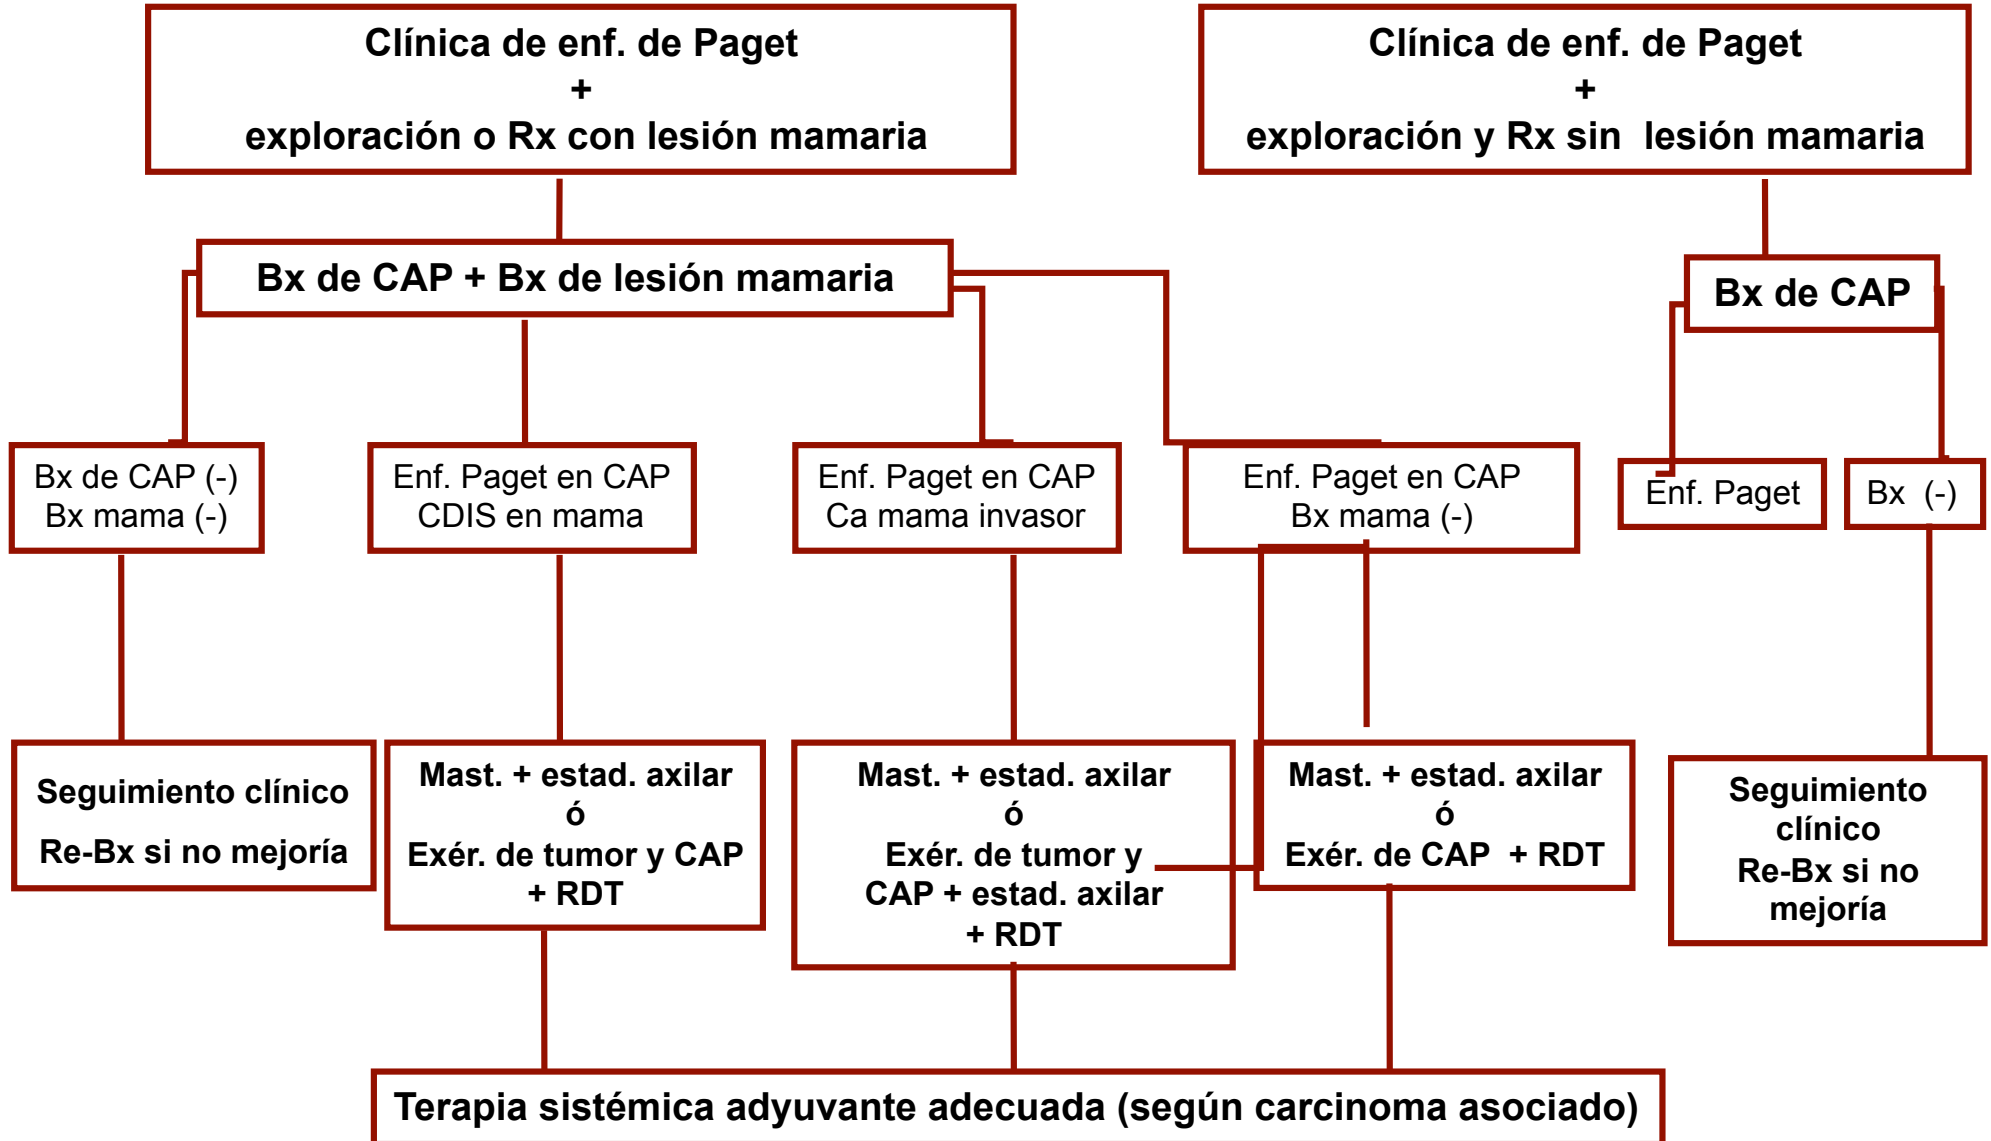 Clínica de enf. de Paget
+
exploración o Rx con lesión mamaria
Clínica de enf. de Paget
+
exploración y Rx sin lesión mamaria
Bx de CAP + Bx de lesión mamaria
Bx de CAP
Bx de CAP (-)
Bx mama (-)
Enf. Paget en CAP
CDIS en mama
Enf. Paget en CAP
Ca mama invasor
Enf. Paget en CAP
Bx mama (-)
Enf. Paget
Bx (-)
Seguimiento clínico
Re-Bx si no mejoría
Mast. + estad. axilar
ó
Exér. de tumor y CAP
+ RDT
Mast. + estad. axilar
ó
Exér. de tumor y
CAP + estad. axilar
+ RDT
Mast. + estad. axilar
ó
Exér. de CAP + RDT
Seguimiento
clínico
Re-Bx si no
mejoría
Terapia sistémica adyuvante adecuada (según carcinoma asociado)